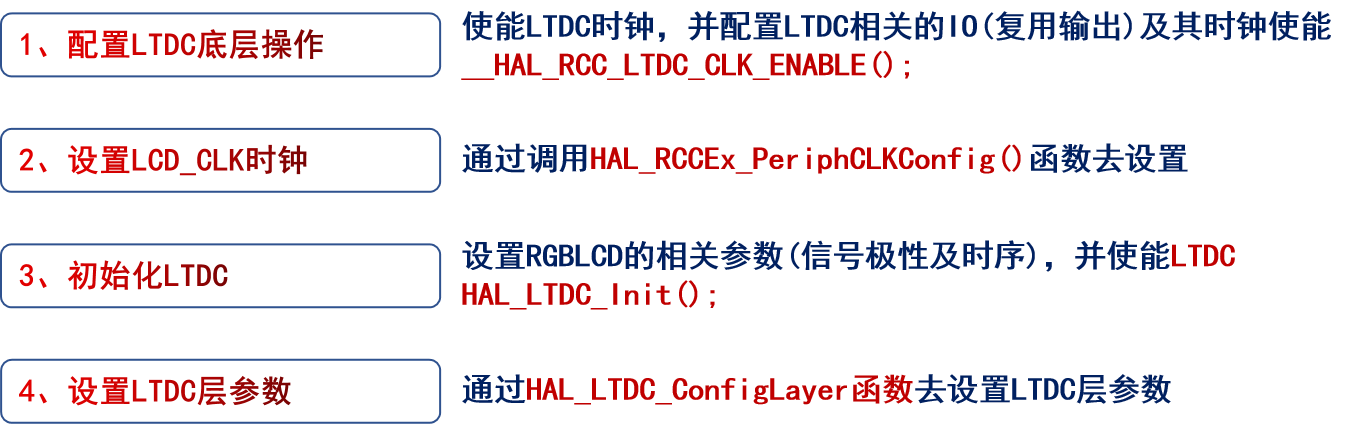 1、配置LTDC底层操作
使能LTDC时钟，并配置LTDC相关的IO(复用输出)及其时钟使能
__HAL_RCC_LTDC_CLK_ENABLE();
2、设置LCD_CLK时钟
通过调用HAL_RCCEx_PeriphCLKConfig()函数去设置
3、初始化LTDC
设置RGBLCD的相关参数(信号极性及时序)，并使能LTDC
HAL_LTDC_Init();
4、设置LTDC层参数
通过HAL_LTDC_ConfigLayer函数去设置LTDC层参数